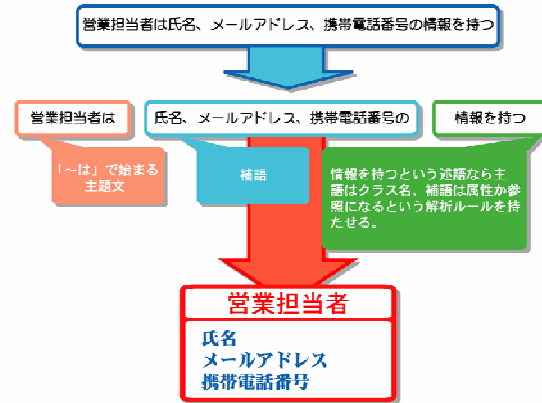 営業担当者は氏名、メールアドレス、携帯電話番号の情報を持つ
営業担当者は
氏名、メールアドレス、携帯電話番号の
情報を持つ
「〜は」で始まる
主題文
補語
情報を持つという述語なら主
語はクラス名、補語は属性か参
照になるという解析ルールを持
たせる。
営業担当者
氏名
メールアドレス
携帯電話番号